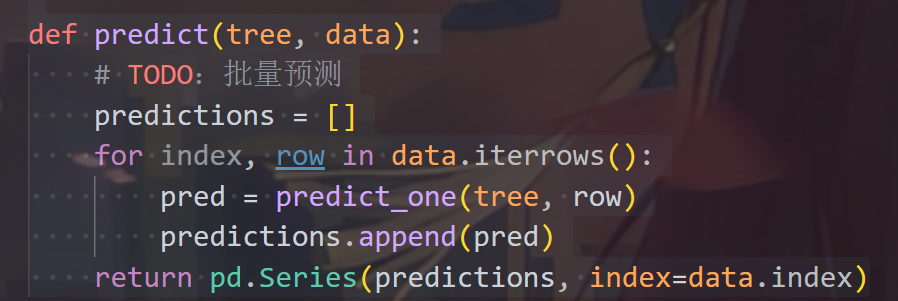 def predict(tree, data):
    # TODO：批量预测
    predictions = []
    for index, row in data.iterrows():
        pred = predict_one(tree, row)
        predictions.append(pred)
    return pd.Series(predictions, index=data.index)